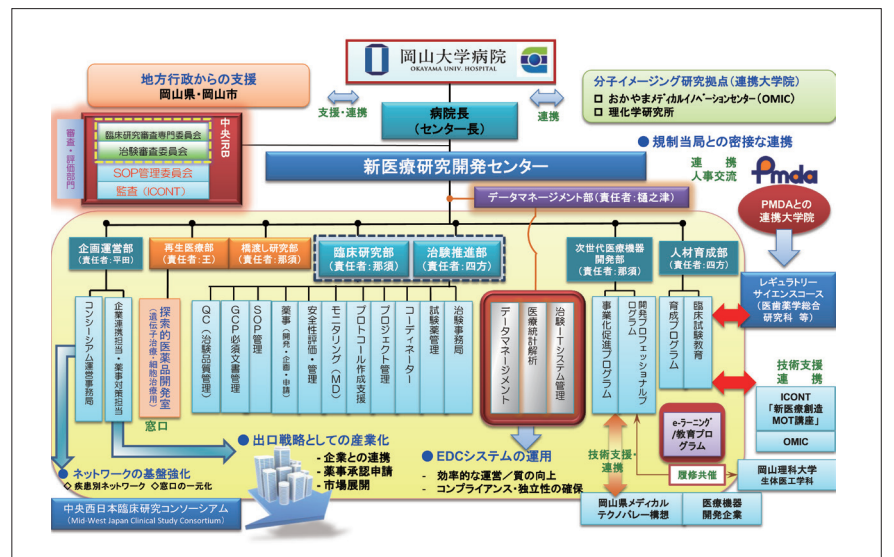 岡山大学病院
OKAYAMA UNIV. HOSPITAL
地方行政からの支援
岡山県・岡山市
支援・連携
連携
病院長
(センター長)
分子イメージング研究拠点(連携大学院)
□ おかやまメディカルイノベーションセンター(OMIC)
□ 理化学研究所
審査・評価部門
中央IRB
臨床研究審査専門委員会
治験審査委員会
SOP管理委員会
監査(ICONT)
新医療研究開発センター
● 規制当局との密接な連携
連 携
人事交流
Pmda
PMDAとの
連携大学院
データマネージメント部(責任者:樋之津)
企画運営部
(責任者:平田)
再生医療部
(責任者:王)
橋渡し研究部
(責任者:那須)
臨床研究部
(責任者:那須)
治験推進部
(責任者:四方)
次世代医療機器
開発部
(責任者:那須)
人材育成部
(責任者:四方)
レギュラトリー
サイエンスコース
(医歯薬学総合
研究科 等)
コンシーシアム運営事務局
企業連携担当・薬事対策担当
探索的医薬品開発室
(遺伝子治療・細胞治療用)
窓口
QC(治験品質管理)
GCP必須文書管理
SOP管理
薬事(開発・企画・申請)
安全性評価・管理
モニタリング(MD)
プロトコール作成支援
プロジェクト管理
コーディネーター
試験薬管理
治験事務局
データマネージメント
医療統計解析
治験-ITシステム管理
事業化促進プログラム
開発プロフェッショナルプ
ログラム
育成プログラム
臨床試験教育
技術支援
連 携
ICONT
「新医療創造
MOT講座」
OMIC
e-ラーニング
/教育プログ
ラム
履修共催
岡山理科大学
生体医工学科
● ネットワークの基盤強化
◇ 疾患別ネットワーク ◇窓口の一元化
中央西日本臨床研究コンソーシアム
(Mid-West Japan Clinical Study Consortium)
● 出口戦略としての産業化
- 企業との連携
- 薬事承認申請
- 市場展開
● EDCシステムの運用
- 効率的な運営/質の向上
- コンプライアンス・独立性の確保
技術支援・
連携
岡山県メディカル
テクノバレー構想
医療機器
開発企業